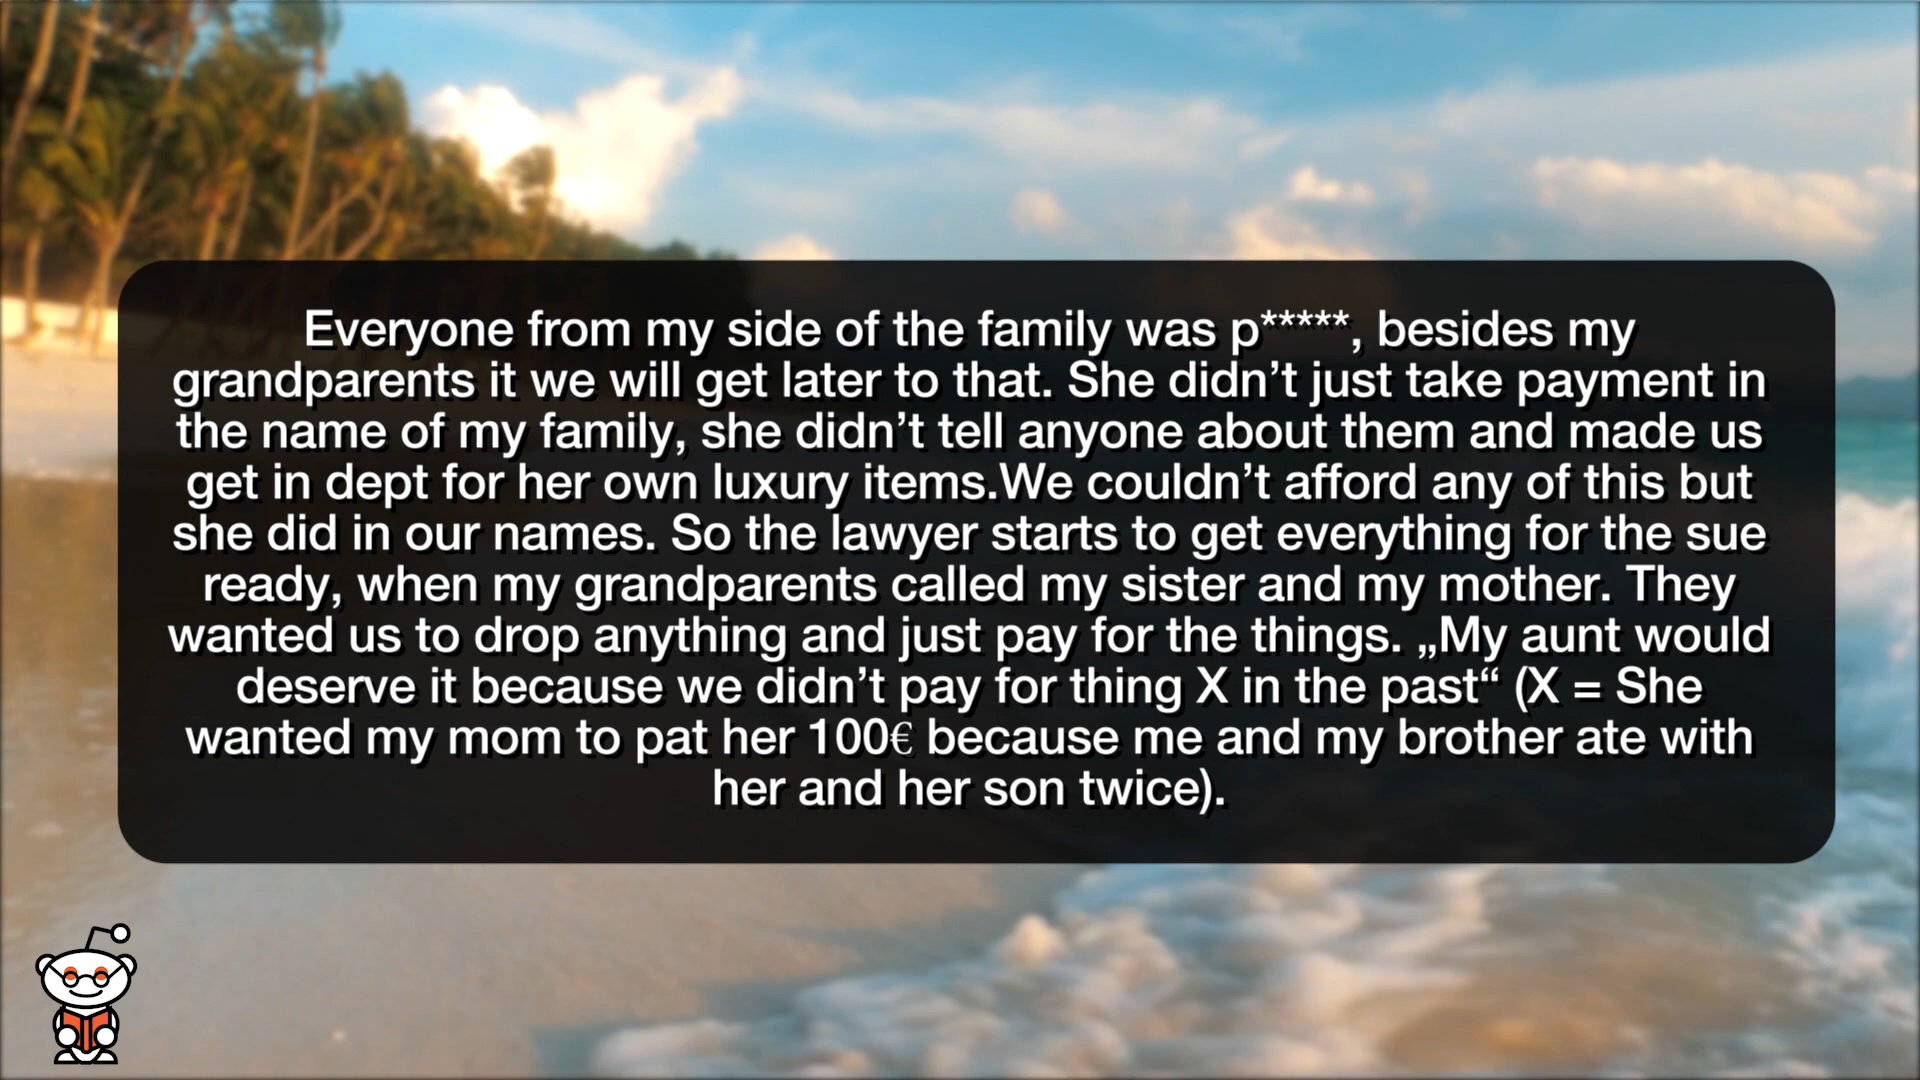 Everyone from my side of the family was p*****, besides my
grandparents it we will get later to that. She didn’t just take payment in
the name of my family, she didn’t tell anyone about them and made us
get in dept for her own luxury items.We couldn’t afford any of this but
she did in our names. So the lawyer starts to get everything for the sue
ready, when my grandparents called my sister and my mother. They
wanted us to drop anything and just pay for the things. „My aunt would
deserve it because we didn’t pay for thing X in the past“ (X = She
wanted my mom to pat her 100€ because me and my brother ate with
her and her son twice).